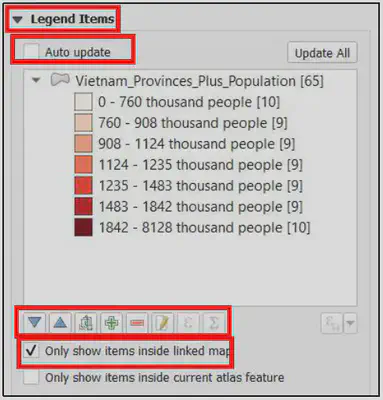 Legend Items
Auto update
Update All
Vietnam_Provinces_Plus_Population [65]
0 - 760 thousand people [10]
760 - 908 thousand people [9]
908 - 1124 thousand people [9]
1124 - 1235 thousand people [9]
1235 - 1483 thousand people [9]
1483 - 1842 thousand people [9]
1842 - 8128 thousand people [10]
ε Σ
Only show items inside linked map
Only show items inside current atlas feature